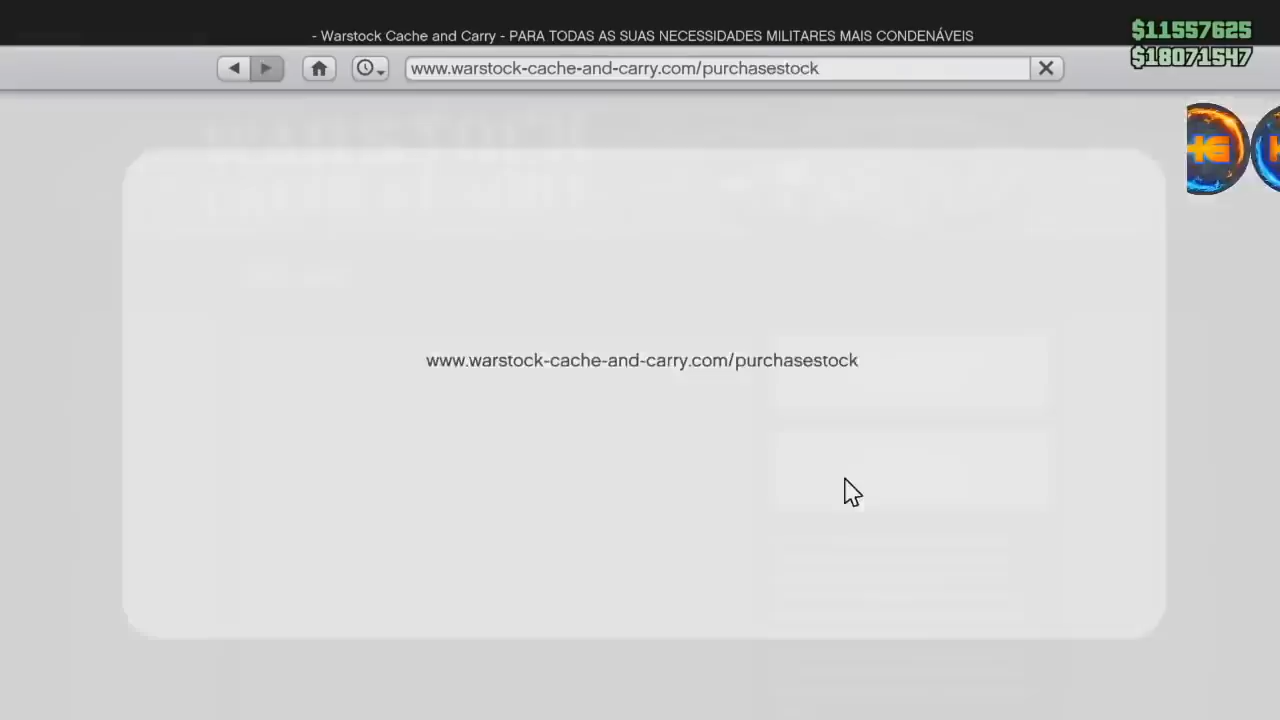 - Warstock Cache and Carry - PARA TODAS AS SUAS NECESSIDADES MILITARES MAIS CONDENÁVEIS
$11557625
$18071547
www.warstock-cache-and-carry.com/purchasestock
www.warstock-cache-and-carry.com/purchasestock